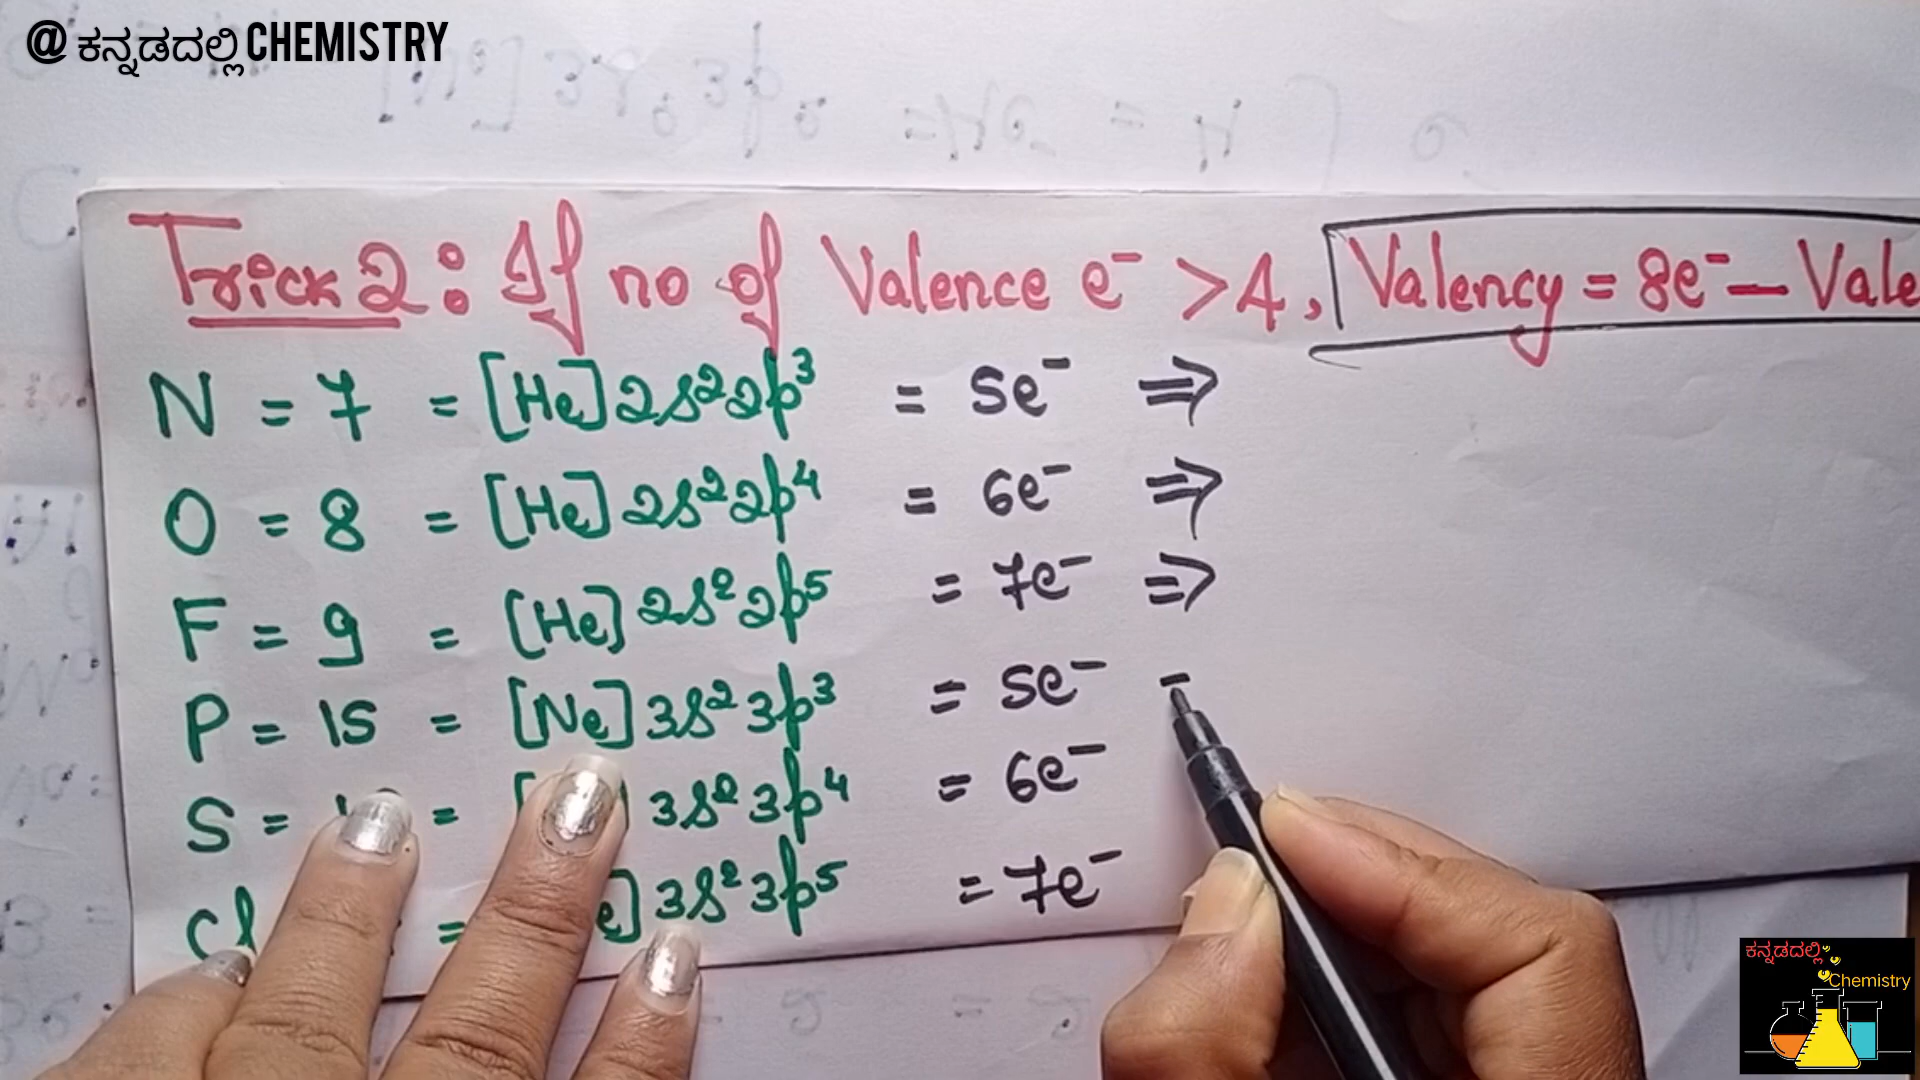 @ ಕನ್ನಡದಲ್ಲಿ CHEMISTRY
Trick 2 : If no of Valence e⁻ > 4, Valency = 8e⁻ – Vale
N = 7 = [He] 2s² 2p³ = 5e⁻ ⇒
O = 8 = [He] 2s² 2p⁴ = 6e⁻ ⇒
F = 9 = [He] 2s² 2p⁵ = 7e⁻ ⇒
P = 15 = [Ne] 3s² 3p³ = 5e⁻ -
S = = 3s² 3p⁴ = 6e⁻
Cl = e] 3s² 3p⁵ = 7e⁻
ಕನ್ನಡದಲ್ಲಿ
Chemistry